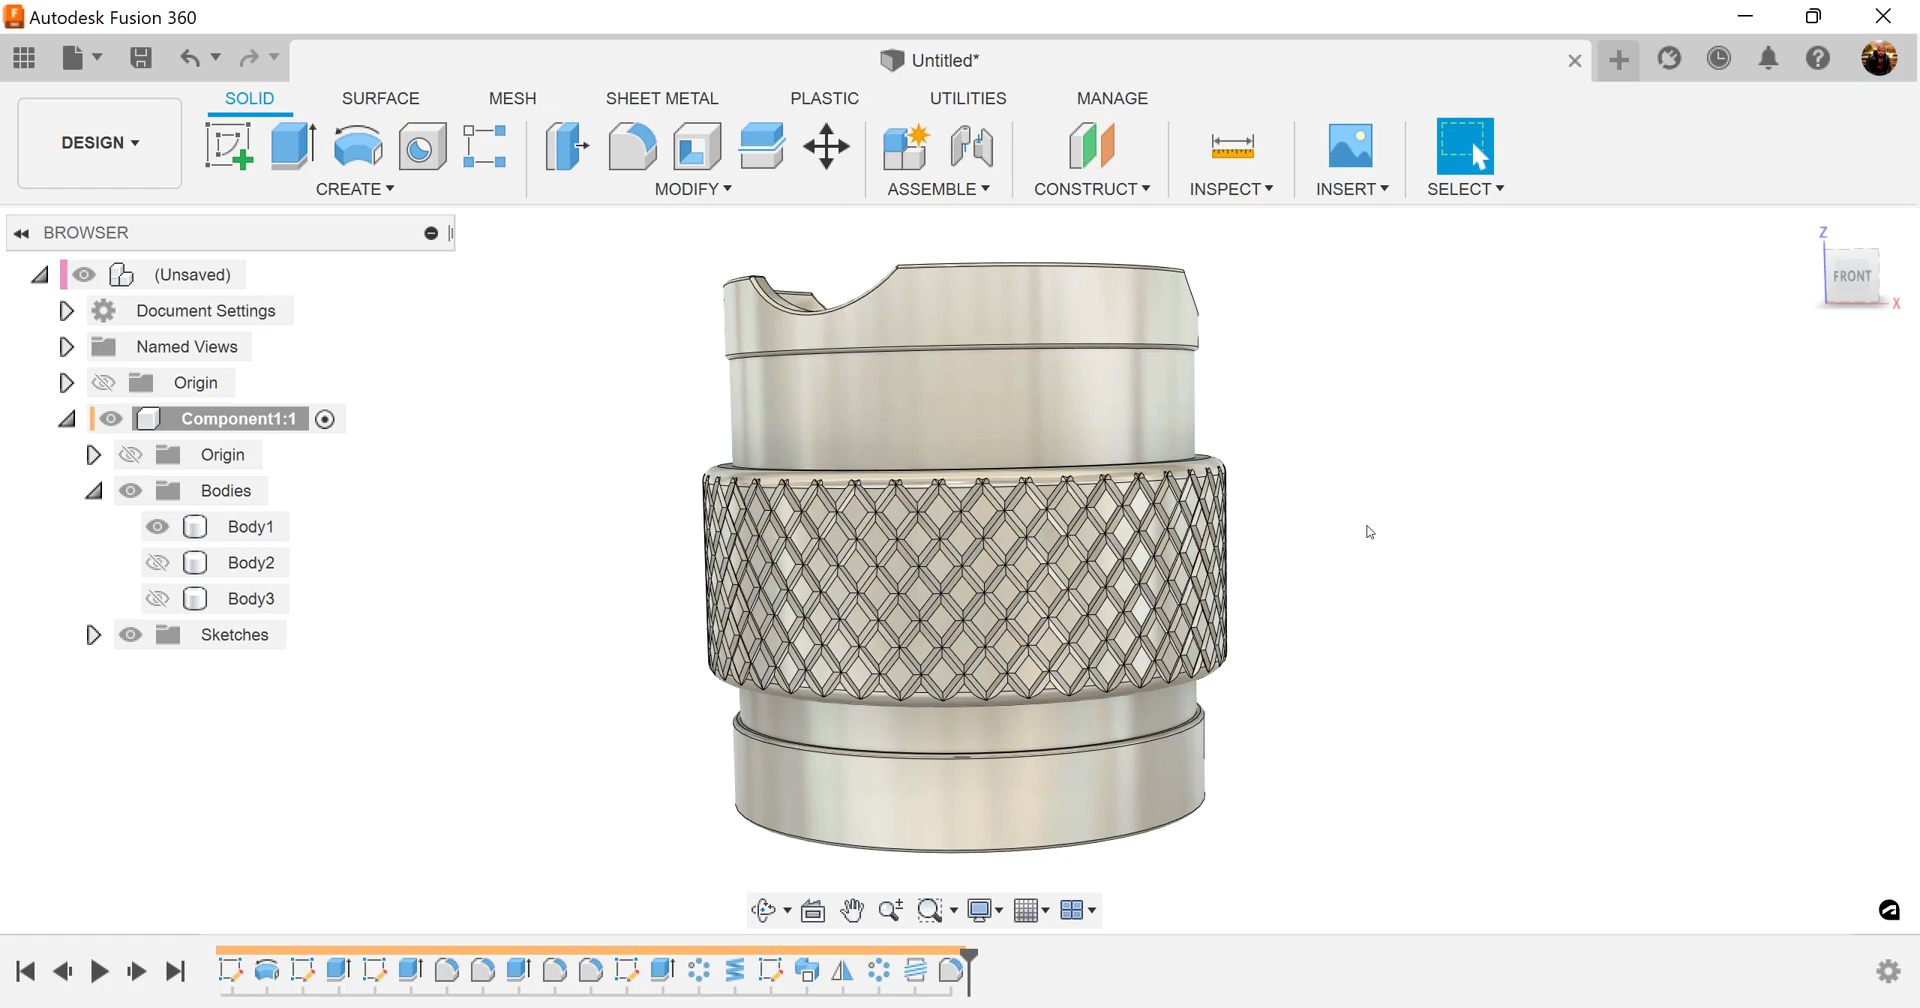 Autodesk Fusion 360
Untitled*
SOLID SURFACE MESH SHEET METAL PLASTIC UTILITIES MANAGE
DESIGN
CREATE MODIFY ASSEMBLE CONSTRUCT INSPECT INSERT SELECT
BROWSER
(Unsaved)
Document Settings
Named Views
Origin
Component1:1
Origin
Bodies
Body1
Body2
Body3
Sketches
Z
FRONT
X